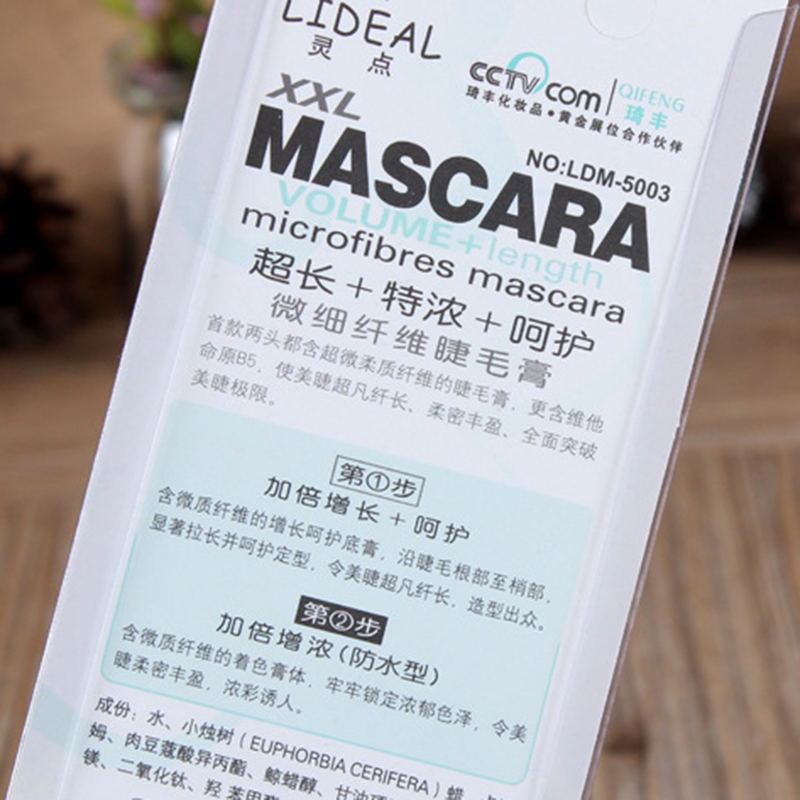 LIDEAL
灵点
CCTV.com QIFENG 琦丰
琦丰化妆品•黄金展位合作伙伴
XXL
NO:LDM-5003
MASCARA
VOLUME+length
microfibres mascara
超长+特浓+呵护
微细纤维睫毛膏
首款两头都含超微柔质纤维的睫毛膏，更含维他
命原B5，使美睫超凡纤长、柔密丰盈、全面突破
美睫极限。
第①步
加倍增长+呵护
含微质纤维的增长呵护底膏，沿睫毛根部至梢部，
显著拉长并呵护定型，令美睫超凡纤长，造型出众。
第②步
加倍增浓(防水型)
含微质纤维的着色膏体，牢牢锁定浓郁色泽，令美
睫柔密丰盈，浓彩诱人。
成份：水、小烛树(EUPHORBIA CERIFERA)蜡、
姆、肉豆蔻酸异丙酯、鲸蜡醇、甘油
镁、二氧化钛、羟苯甲酯